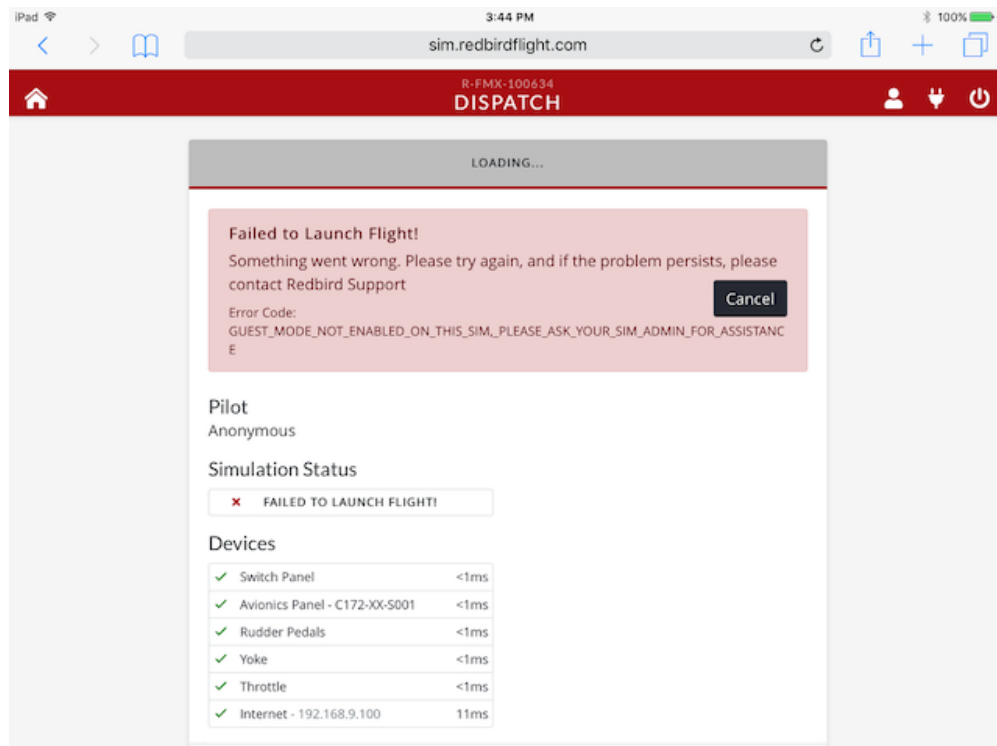 iPad 3:44 PM 100%
sim.redbirdflight.com
R-FMX-100634
DISPATCH
LOADING...
Failed to Launch Flight!
Something went wrong. Please try again, and if the problem persists, please
contact Redbird Support
Cancel
Error Code:
GUEST_MODE_NOT_ENABLED_ON_THIS_SIM,_PLEASE_ASK_YOUR_SIM_ADMIN_FOR_ASSISTANC
E
Pilot
Anonymous
Simulation Status
FAILED TO LAUNCH FLIGHT!
Devices
Switch Panel <1ms
Avionics Panel - C172-XX-S001 <1ms
Rudder Pedals <1ms
Yoke <1ms
Throttle <1ms
Internet - 192.168.9.100 11ms